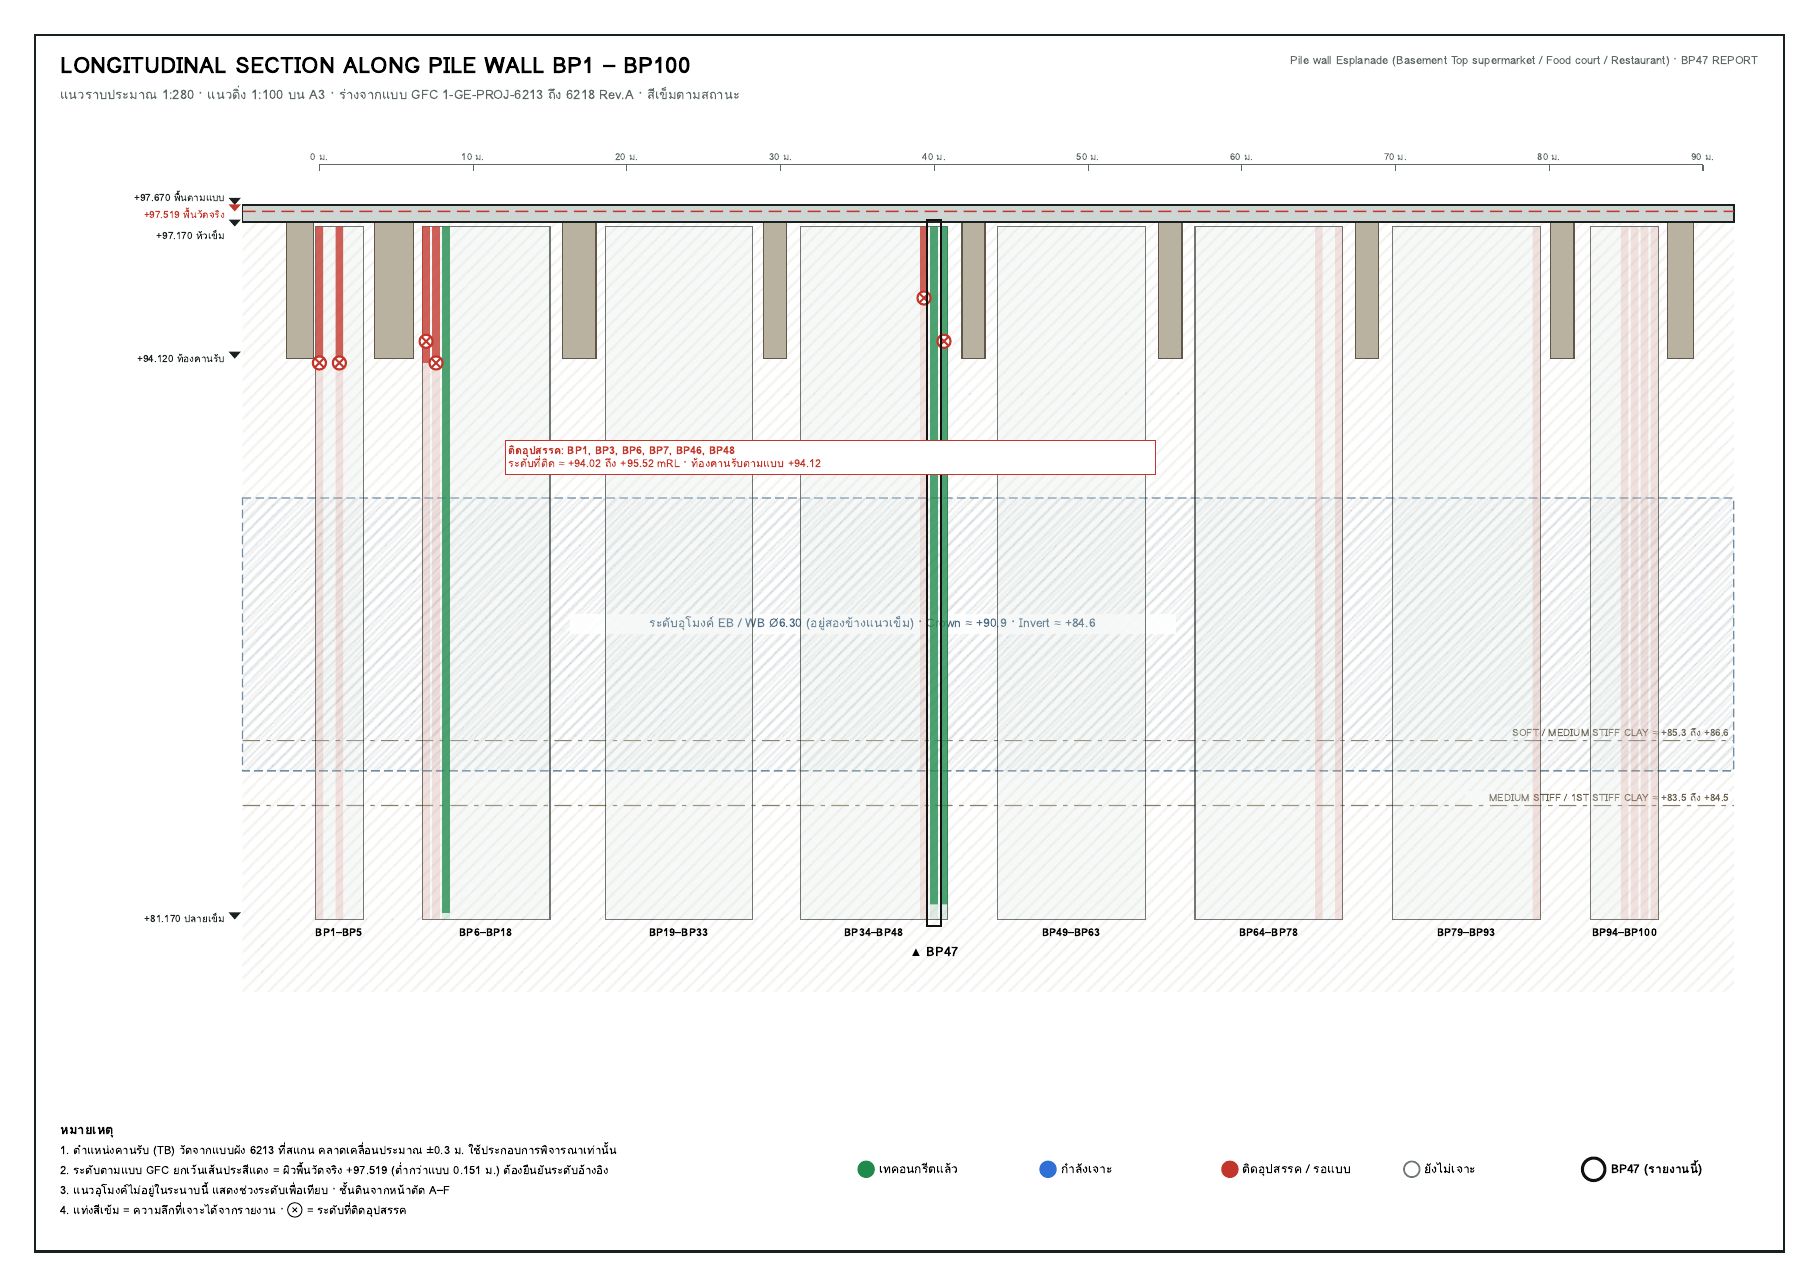 LONGITUDINAL SECTION ALONG PILE WALL BP1 – BP100
Pile wall Esplanade (Basement Top supermarket / Food court / Restaurant) · BP47 REPORT
แนวราบประมาณ 1:280 · แนวดิ่ง 1:100 บน A3 · ร่างจากแบบ GFC 1-GE-PROJ-6213 ถึง 6218 Rev.A · สีเข็มตามสถานะ
0 ม. 10 ม. 20 ม. 30 ม. 40 ม. 50 ม. 60 ม. 70 ม. 80 ม. 90 ม.
+97.670 พื้นตามแบบ
+97.519 พื้นวัดจริง
+97.170 หัวเข็ม
+94.120 ท้องคานรับ
ติดอุปสรรค: BP1, BP3, BP6, BP7, BP46, BP48
ระดับที่ติด ≈ +94.02 ถึง +95.52 mRL · ท้องคานรับตามแบบ +94.12
ระดับอุโมงค์ EB / WB Ø6.30 (อยู่สองข้างแนวเข็ม) · Crown ≈ +90.9 · Invert ≈ +84.6
SOFT / MEDIUM STIFF CLAY ≈ +85.3 ถึง +86.6
MEDIUM STIFF / 1ST STIFF CLAY ≈ +83.5 ถึง +84.5
+81.170 ปลายเข็ม
BP1–BP5 BP6–BP18 BP19–BP33 BP34–BP48 BP49–BP63 BP64–BP78 BP79–BP93 BP94–BP100
▲ BP47
หมายเหตุ
1. ตำแหน่งคานรับ (TB) วัดจากแบบผัง 6213 ที่สแกน คลาดเคลื่อนประมาณ ±0.3 ม. ใช้ประกอบการพิจารณาเท่านั้น
2. ระดับตามแบบ GFC ยกเว้นเส้นประสีแดง = ผิวพื้นวัดจริง +97.519 (ต่ำกว่าแบบ 0.151 ม.) ต้องยืนยันระดับอ้างอิง
3. แนวอุโมงค์ไม่อยู่ในระนาบนี้ แสดงช่วงระดับเพื่อเทียบ · ชั้นดินจากหน้าตัด A–F
4. แท่งสีเข้ม = ความลึกที่เจาะได้จากรายงาน · ⊗ = ระดับที่ติดอุปสรรค
เทคอนกรีตแล้ว กำลังเจาะ ติดอุปสรรค / รอแบบ ยังไม่เจาะ BP47 (รายงานนี้)